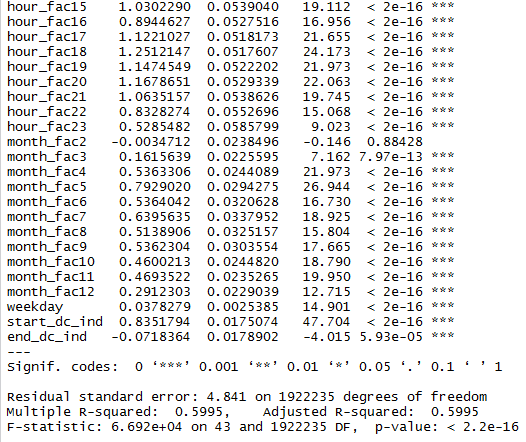 hour_fac15 1.0302290 0.0539040 19.112 < 2e-16 ***
hour_fac16 0.8944627 0.0527516 16.956 < 2e-16 ***
hour_fac17 1.1221027 0.0518173 21.655 < 2e-16 ***
hour_fac18 1.2512147 0.0517607 24.173 < 2e-16 ***
hour_fac19 1.1474549 0.0522202 21.973 < 2e-16 ***
hour_fac20 1.1678651 0.0529339 22.063 < 2e-16 ***
hour_fac21 1.0635157 0.0538626 19.745 < 2e-16 ***
hour_fac22 0.8328274 0.0552696 15.068 < 2e-16 ***
hour_fac23 0.5285482 0.0585799 9.023 < 2e-16 ***
month_fac2 -0.0034712 0.0238496 -0.146 0.88428
month_fac3 0.1615639 0.0225595 7.162 7.97e-13 ***
month_fac4 0.5363306 0.0244089 21.973 < 2e-16 ***
month_fac5 0.7929020 0.0294275 26.944 < 2e-16 ***
month_fac6 0.5364042 0.0320628 16.730 < 2e-16 ***
month_fac7 0.6395635 0.0337952 18.925 < 2e-16 ***
month_fac8 0.5138906 0.0325157 15.804 < 2e-16 ***
month_fac9 0.5362304 0.0303554 17.665 < 2e-16 ***
month_fac10 0.4600213 0.0244820 18.790 < 2e-16 ***
month_fac11 0.4693522 0.0235265 19.950 < 2e-16 ***
month_fac12 0.2912303 0.0229039 12.715 < 2e-16 ***
weekday 0.0378279 0.0025385 14.901 < 2e-16 ***
start_dc_ind 0.8351794 0.0175074 47.704 < 2e-16 ***
end_dc_ind -0.0718364 0.0178902 -4.015 5.93e-05 ***
---
Signif. codes: 0 ‘***’ 0.001 ‘**’ 0.01 ‘*’ 0.05 ‘.’ 0.1 ‘ ’ 1
Residual standard error: 4.841 on 1922235 degrees of freedom
Multiple R-squared: 0.5995, Adjusted R-squared: 0.5995
F-statistic: 6.692e+04 on 43 and 1922235 DF, p-value: < 2.2e-16